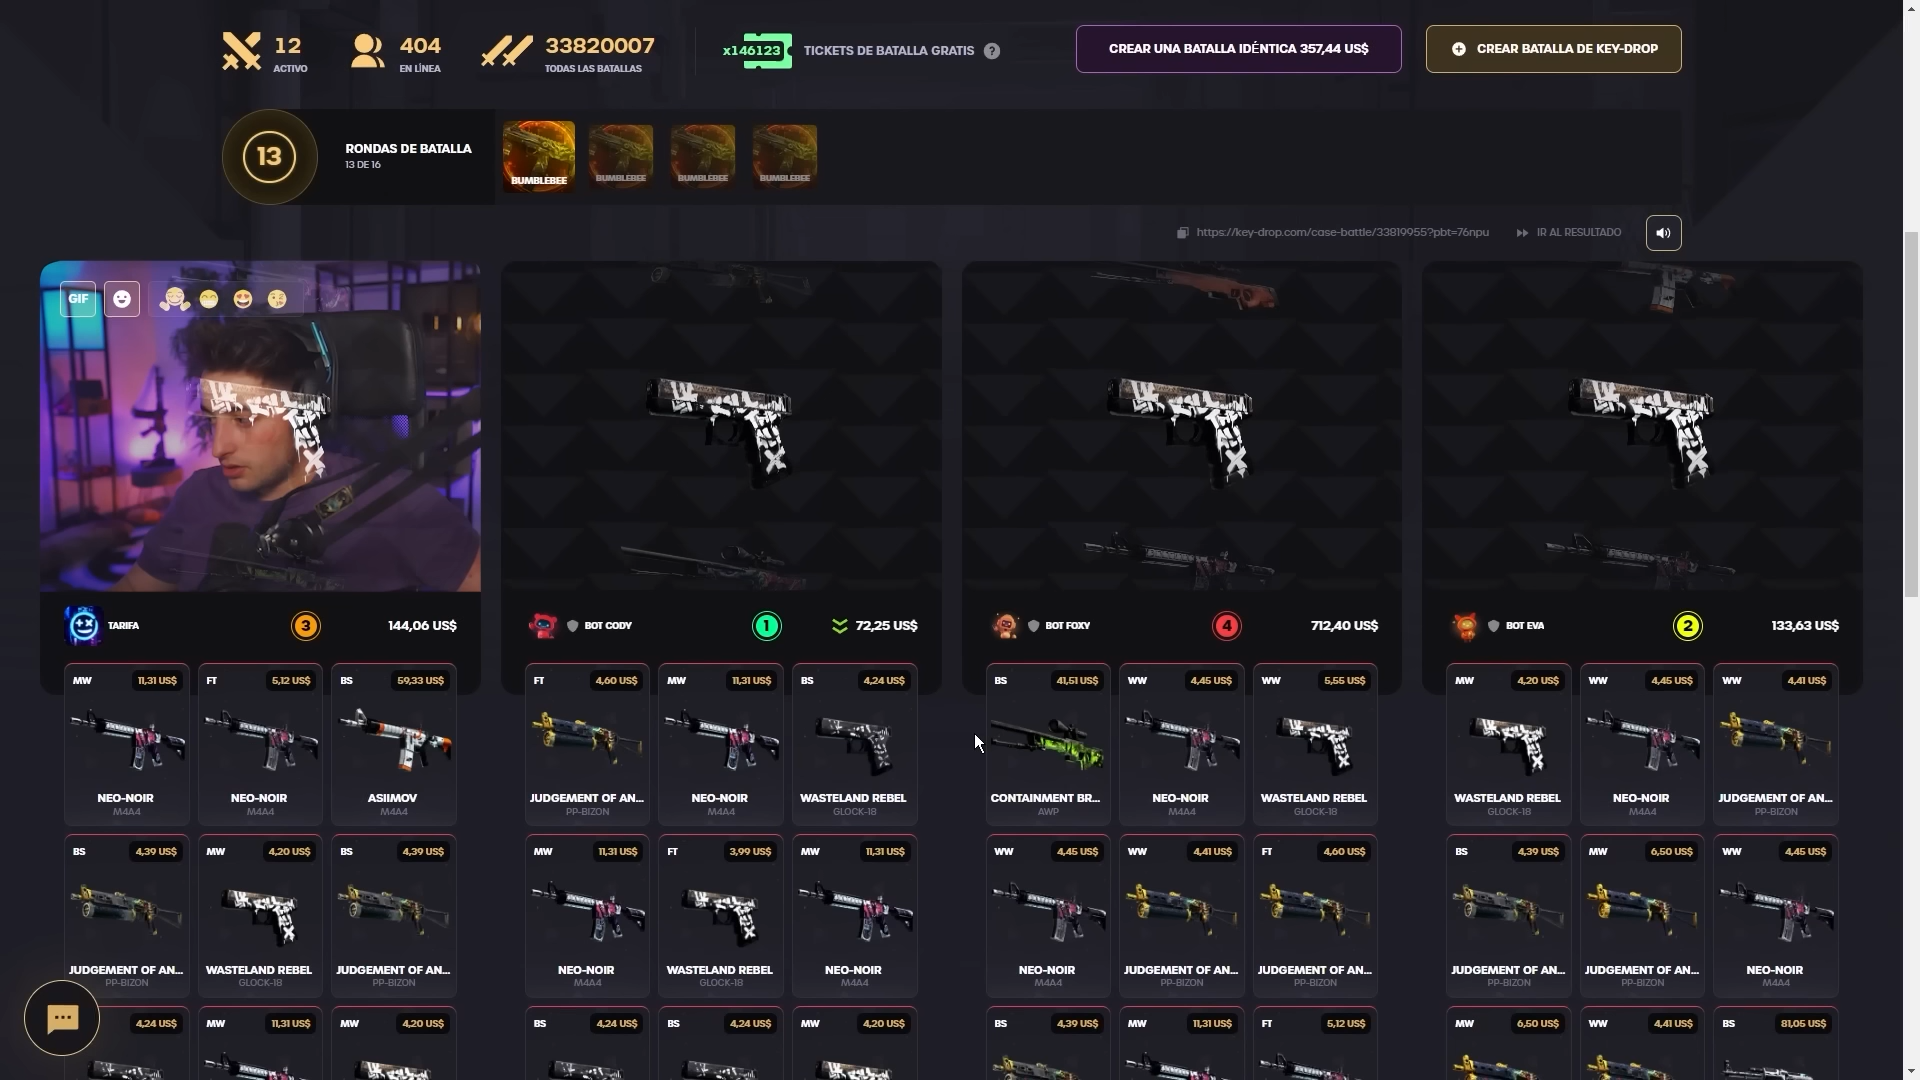 12
ACTIVO
404
EN LÍNEA
33820007
TODAS LAS BATALLAS
x146123
TICKETS DE BATALLA GRATIS ?
CREAR UNA BATALLA IDÉNTICA 357,44 US$
CREAR BATALLA DE KEY-DROP
13
RONDAS DE BATALLA
13 DE 16
BUMBLEBEE
BUMBLEBEE
BUMBLEBEE
BUMBLEBEE
https://key-drop.com/case-battle/33819955?pbt=76npu
IR AL RESULTADO
GIF
TARIFA 3 144,06 US$
BOT CODY 1 72,25 US$
BOT FOXY 4 712,40 US$
BOT EVA 2 133,63 US$
MW 11,31 US$ FT 5,12 US$ BS 59,33 US$ FT 4,60 US$ MW 11,31 US$ BS 4,24 US$ BS 41,51 US$ WW 4,45 US$ WW 5,55 US$ MW 4,20 US$ WW 4,45 US$ WW 4,41 US$
NEO-NOIR NEO-NOIR ASIIMOV JUDGEMENT OF AN... NEO-NOIR WASTELAND REBEL CONTAINMENT BR... NEO-NOIR WASTELAND REBEL WASTELAND REBEL NEO-NOIR JUDGEMENT OF AN...
M4A4 M4A4 M4A4 PP-BIZON M4A4 GLOCK-18 AWP M4A4 GLOCK-18 GLOCK-18 M4A4 PP-BIZON
BS 4,39 US$ MW 4,20 US$ BS 4,39 US$ MW 11,31 US$ FT 3,99 US$ MW 11,31 US$ WW 4,45 US$ WW 4,41 US$ FT 4,60 US$ BS 4,39 US$ MW 6,50 US$ WW 4,45 US$
JUDGEMENT OF AN... WASTELAND REBEL JUDGEMENT OF AN... NEO-NOIR WASTELAND REBEL NEO-NOIR NEO-NOIR JUDGEMENT OF AN... JUDGEMENT OF AN... JUDGEMENT OF AN... JUDGEMENT OF AN... NEO-NOIR
PP-BIZON GLOCK-18 PP-BIZON M4A4 GLOCK-18 M4A4 M4A4 PP-BIZON PP-BIZON PP-BIZON PP-BIZON M4A4
4,24 US$ MW 11,31 US$ MW 4,20 US$ BS 4,24 US$ BS 4,24 US$ MW 4,20 US$ BS 4,39 US$ MW 11,31 US$ FT 5,12 US$ MW 6,50 US$ WW 4,41 US$ BS 81,05 US$